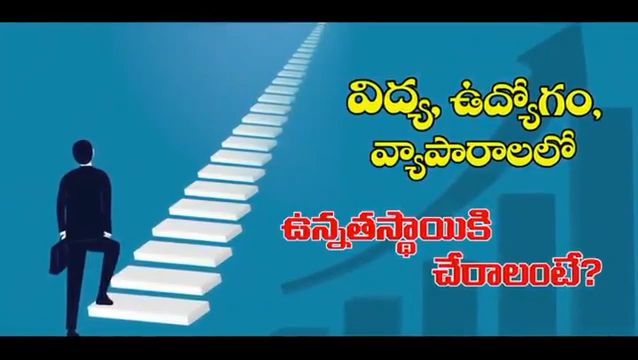 విద్య, ఉద్యోగం,
వ్యాపారాలలో
ఉన్నతస్థాయికి
చేరాలంటే?